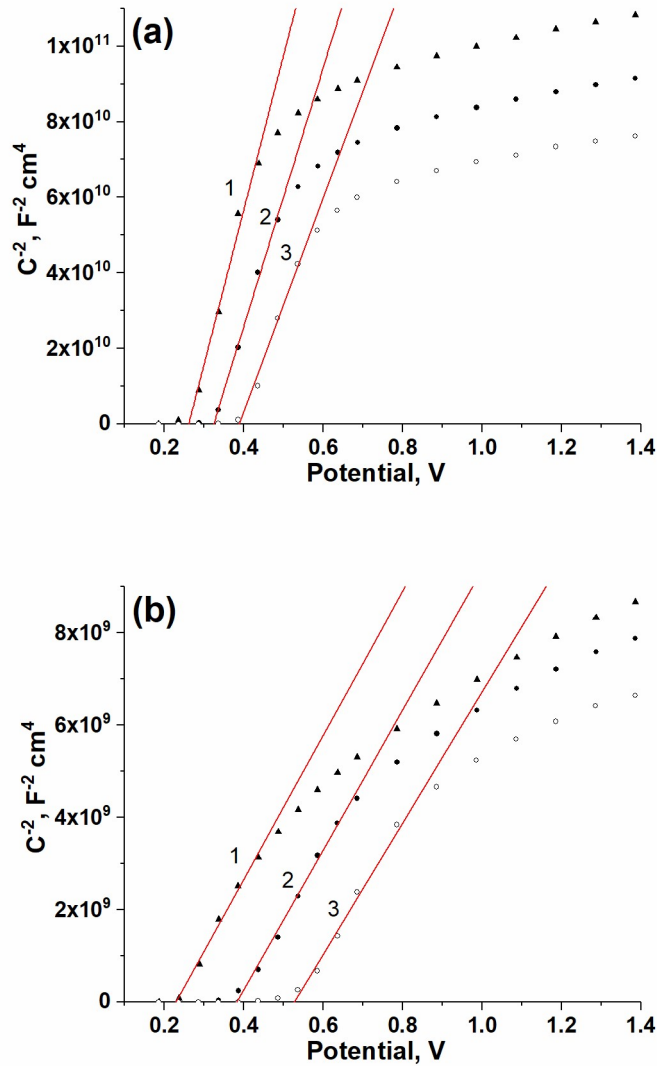 (a)
1x10¹¹
8x10¹⁰
6x10¹⁰
4x10¹⁰
2x10¹⁰
0
C⁻², F⁻² cm⁴
1
2
3
0.2 0.4 0.6 0.8 1.0 1.2 1.4
Potential, V
(b)
8x10⁹
6x10⁹
4x10⁹
2x10⁹
0
C⁻², F⁻² cm⁴
1
2
3
0.2 0.4 0.6 0.8 1.0 1.2 1.4
Potential, V